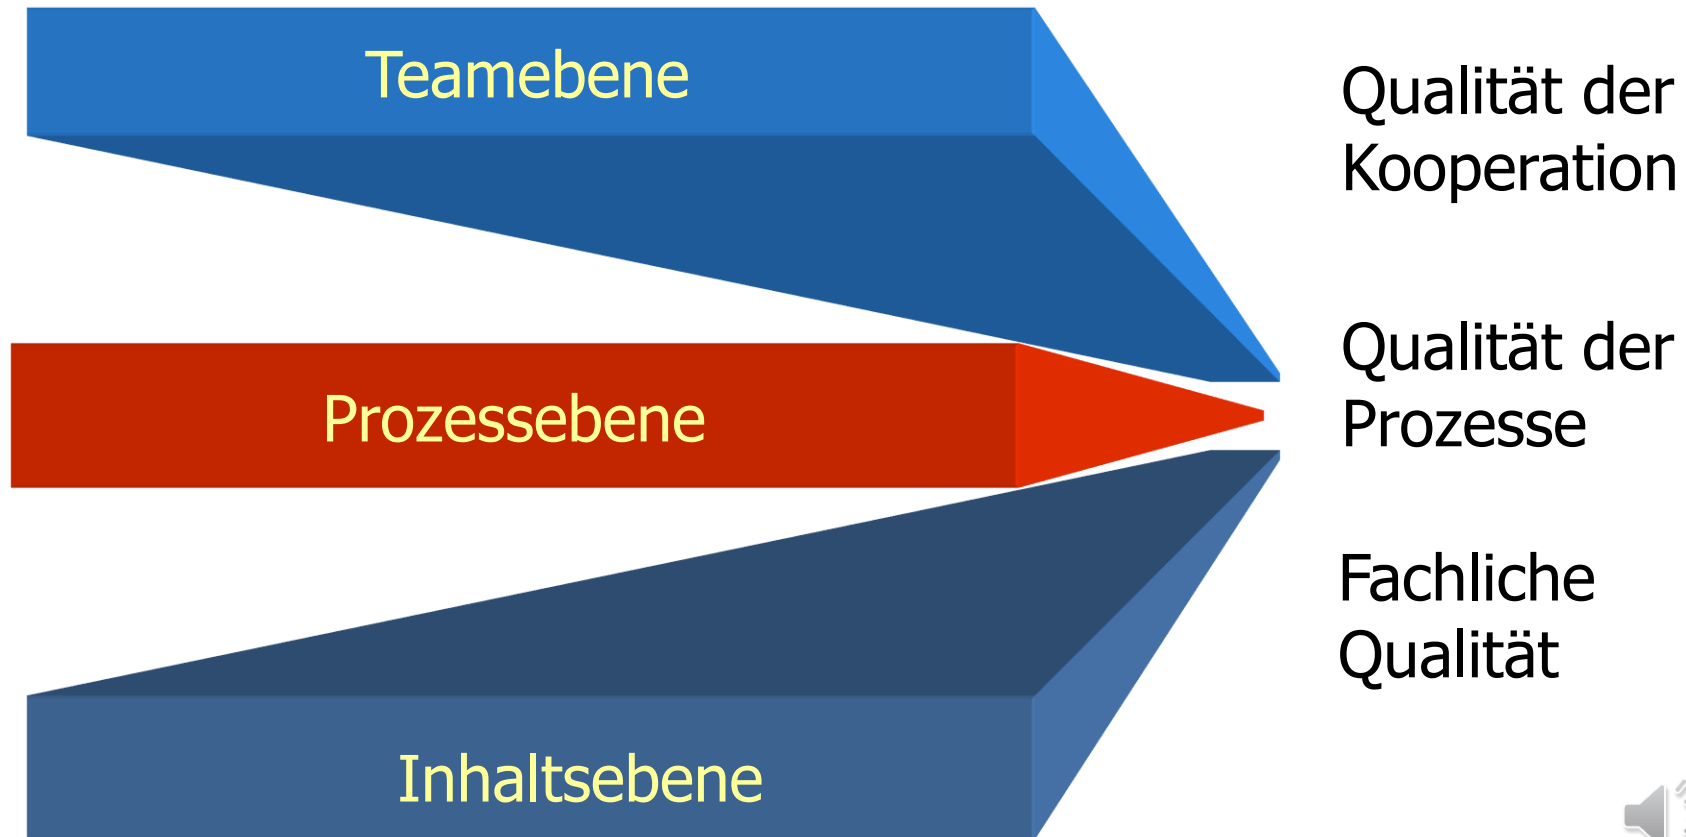 Teamebene
Qualität der
Kooperation
Prozessebene
Qualität der
Prozesse
Fachliche
Qualität
Inhaltsebene